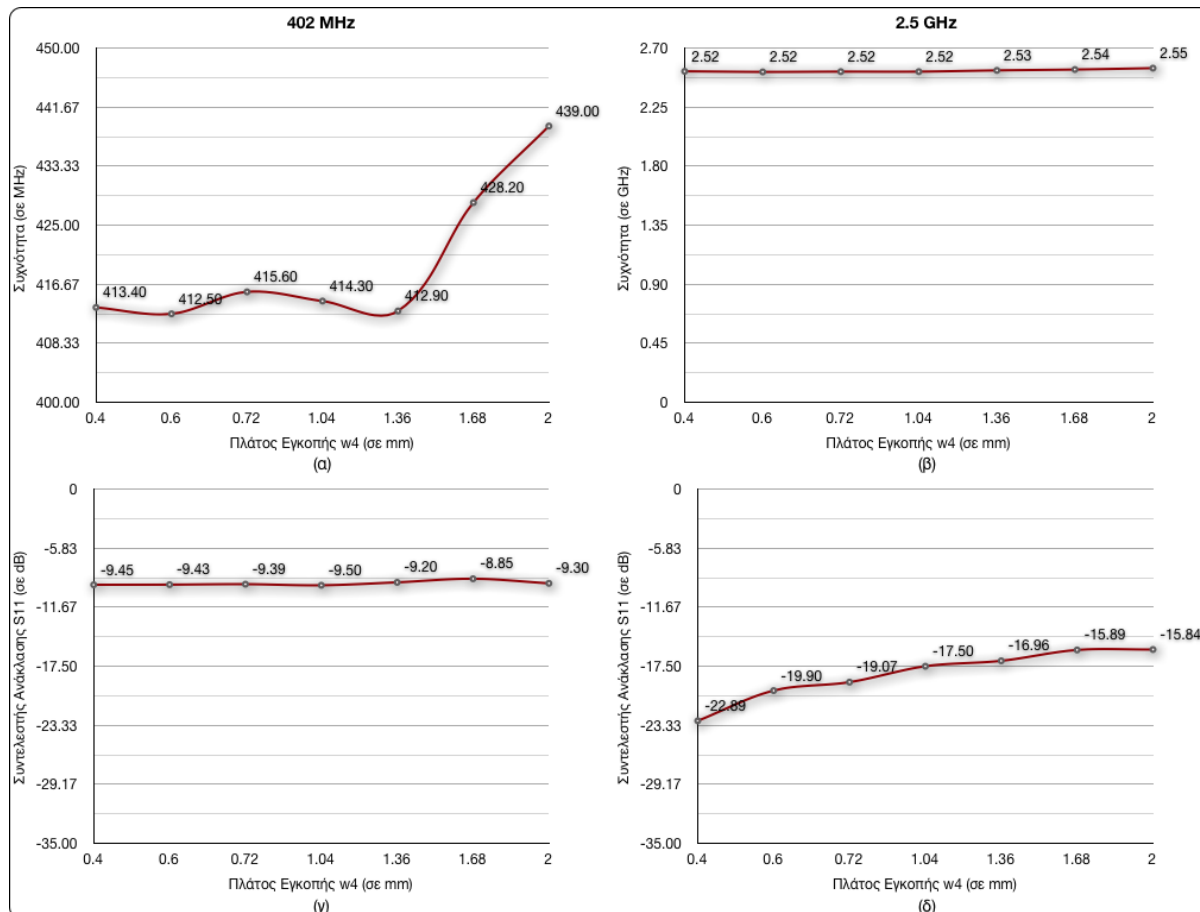 402 MHz
450.00
441.67
433.33
425.00
416.67
408.33
400.00
Συχνότητα (σε MHz)
413.40
412.50
415.60
414.30
412.90
428.20
439.00
0.4 0.6 0.72 1.04 1.36 1.68 2
Πλάτος Εγκοπής w4 (σε mm)
(α)
2.5 GHz
2.70
2.25
1.80
1.35
0.90
0.45
0
Συχνότητα (σε GHz)
2.52 2.52 2.52 2.52 2.53 2.54 2.55
0.4 0.6 0.72 1.04 1.36 1.68 2
Πλάτος Εγκοπής w4 (σε mm)
(β)
0
-5.83
-11.67
-17.50
-23.33
-29.17
-35.00
Συντελεστής Ανάκλασης S11 (σε dB)
-9.45 -9.43 -9.39 -9.50 -9.20 -8.85 -9.30
0.4 0.6 0.72 1.04 1.36 1.68 2
Πλάτος Εγκοπής w4 (σε mm)
(γ)
0
-5.83
-11.67
-17.50
-23.33
-29.17
-35.00
Συντελεστής Ανάκλασης S11 (σε dB)
-22.89
-19.90
-19.07
-17.50
-16.96
-15.89
-15.84
0.4 0.6 0.72 1.04 1.36 1.68 2
Πλάτος Εγκοπής w4 (σε mm)
(δ)